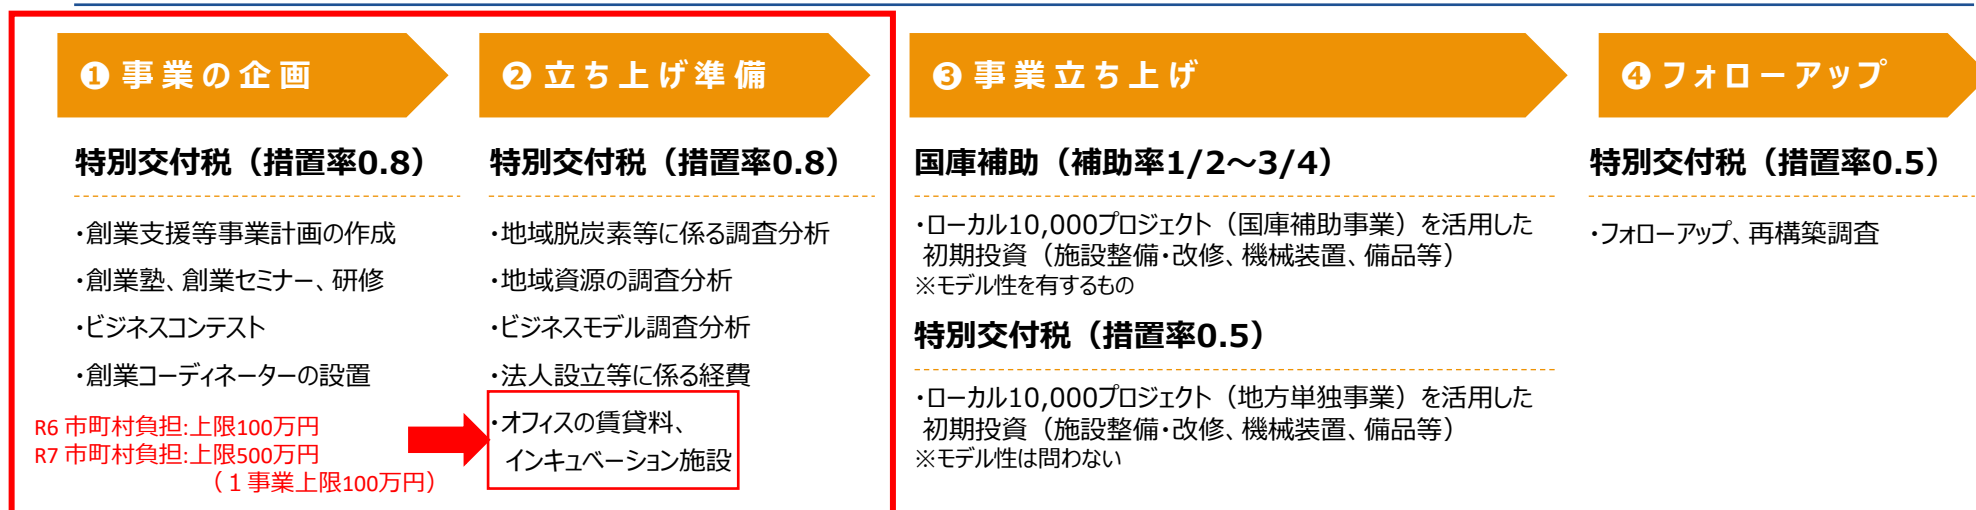 ❶事業の企画
特別交付税（措置率0.8）
・創業支援等事業計画の作成
・創業塾、創業セミナー、研修
・ビジネスコンテスト
・創業コーディネーターの設置
R6 市町村負担:上限100万円
R7 市町村負担:上限500万円
（１事業上限100万円）
❷立ち上げ準備
特別交付税（措置率0.8）
・地域脱炭素等に係る調査分析
・地域資源の調査分析
・ビジネスモデル調査分析
・法人設立等に係る経費
・オフィスの賃貸料、
インキュベーション施設
❸事業立ち上げ
国庫補助（補助率1/2～3/4）
・ローカル10,000プロジェクト（国庫補助事業）を活用した
初期投資（施設整備・改修、機械装置、備品等）
※モデル性を有するもの
特別交付税（措置率0.5）
・ローカル10,000プロジェクト（地方単独事業）を活用した
初期投資（施設整備・改修、機械装置、備品等）
※モデル性は問わない
❹フォローアップ
特別交付税（措置率0.5）
・フォローアップ、再構築調査